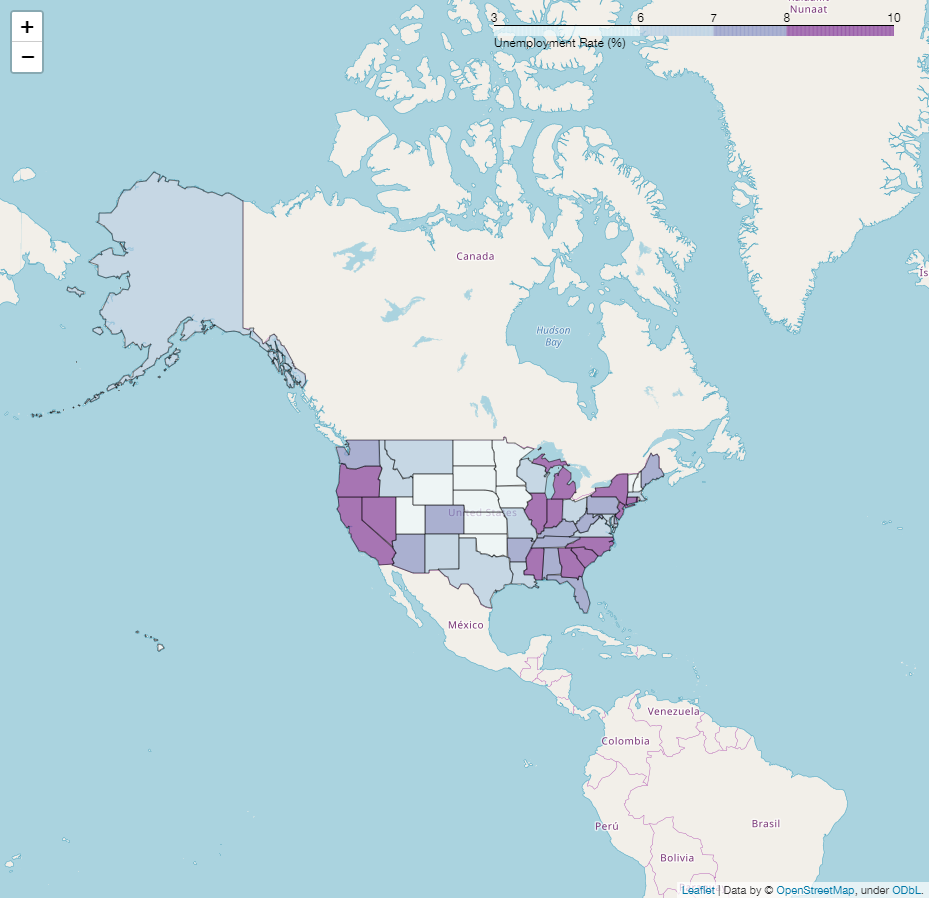 +
−
3 6 7 8 10
Unemployment Rate (%)
Nunaat
Canada
Ís
Hudson
Bay
United States
México
Venezuela
Colombia
Perú
Brasil
Bolivia
Leaflet | Data by © OpenStreetMap, under ODbL.